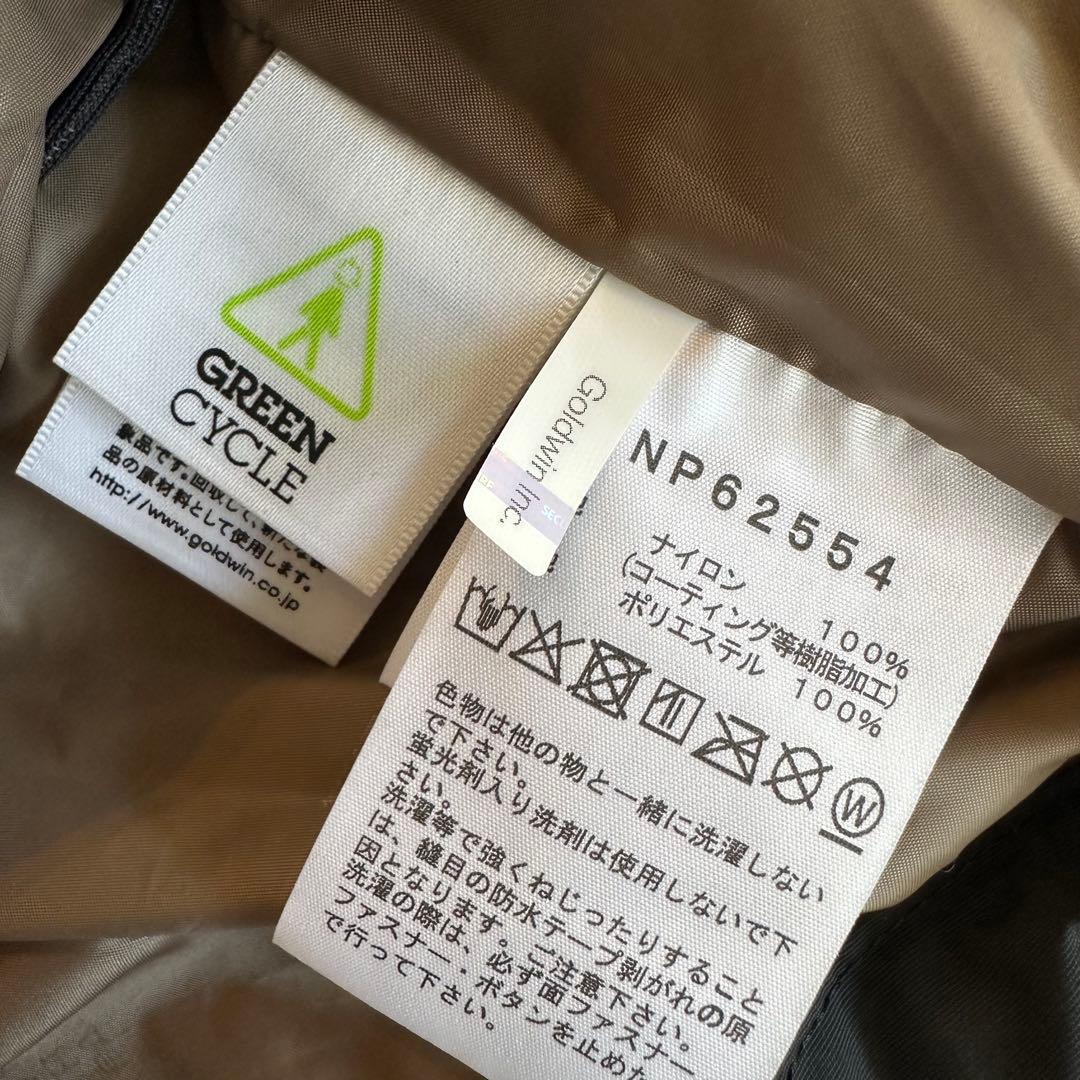 GREEN
CYCLE
象品です。回収して、新たな製
品の原材料として使用します。
http://www.goldwin.co.jp
Goldwin Inc.
SEC
NP62554
ナイロン 100%
(コーティング等樹脂加工)
ポリエステル 100%
W
色物は他の物と一緒に洗濯しない
で下さい。
蛍光剤入り洗剤は使用しないで下
さい。
洗濯等で強くねじったりすること
は、縫目の防水テープ剥がれの原
因となります。ご注意下さい。
洗濯の際は、必ず面ファスナー
ファスナー・ボタンを止めた
で行って下さい。